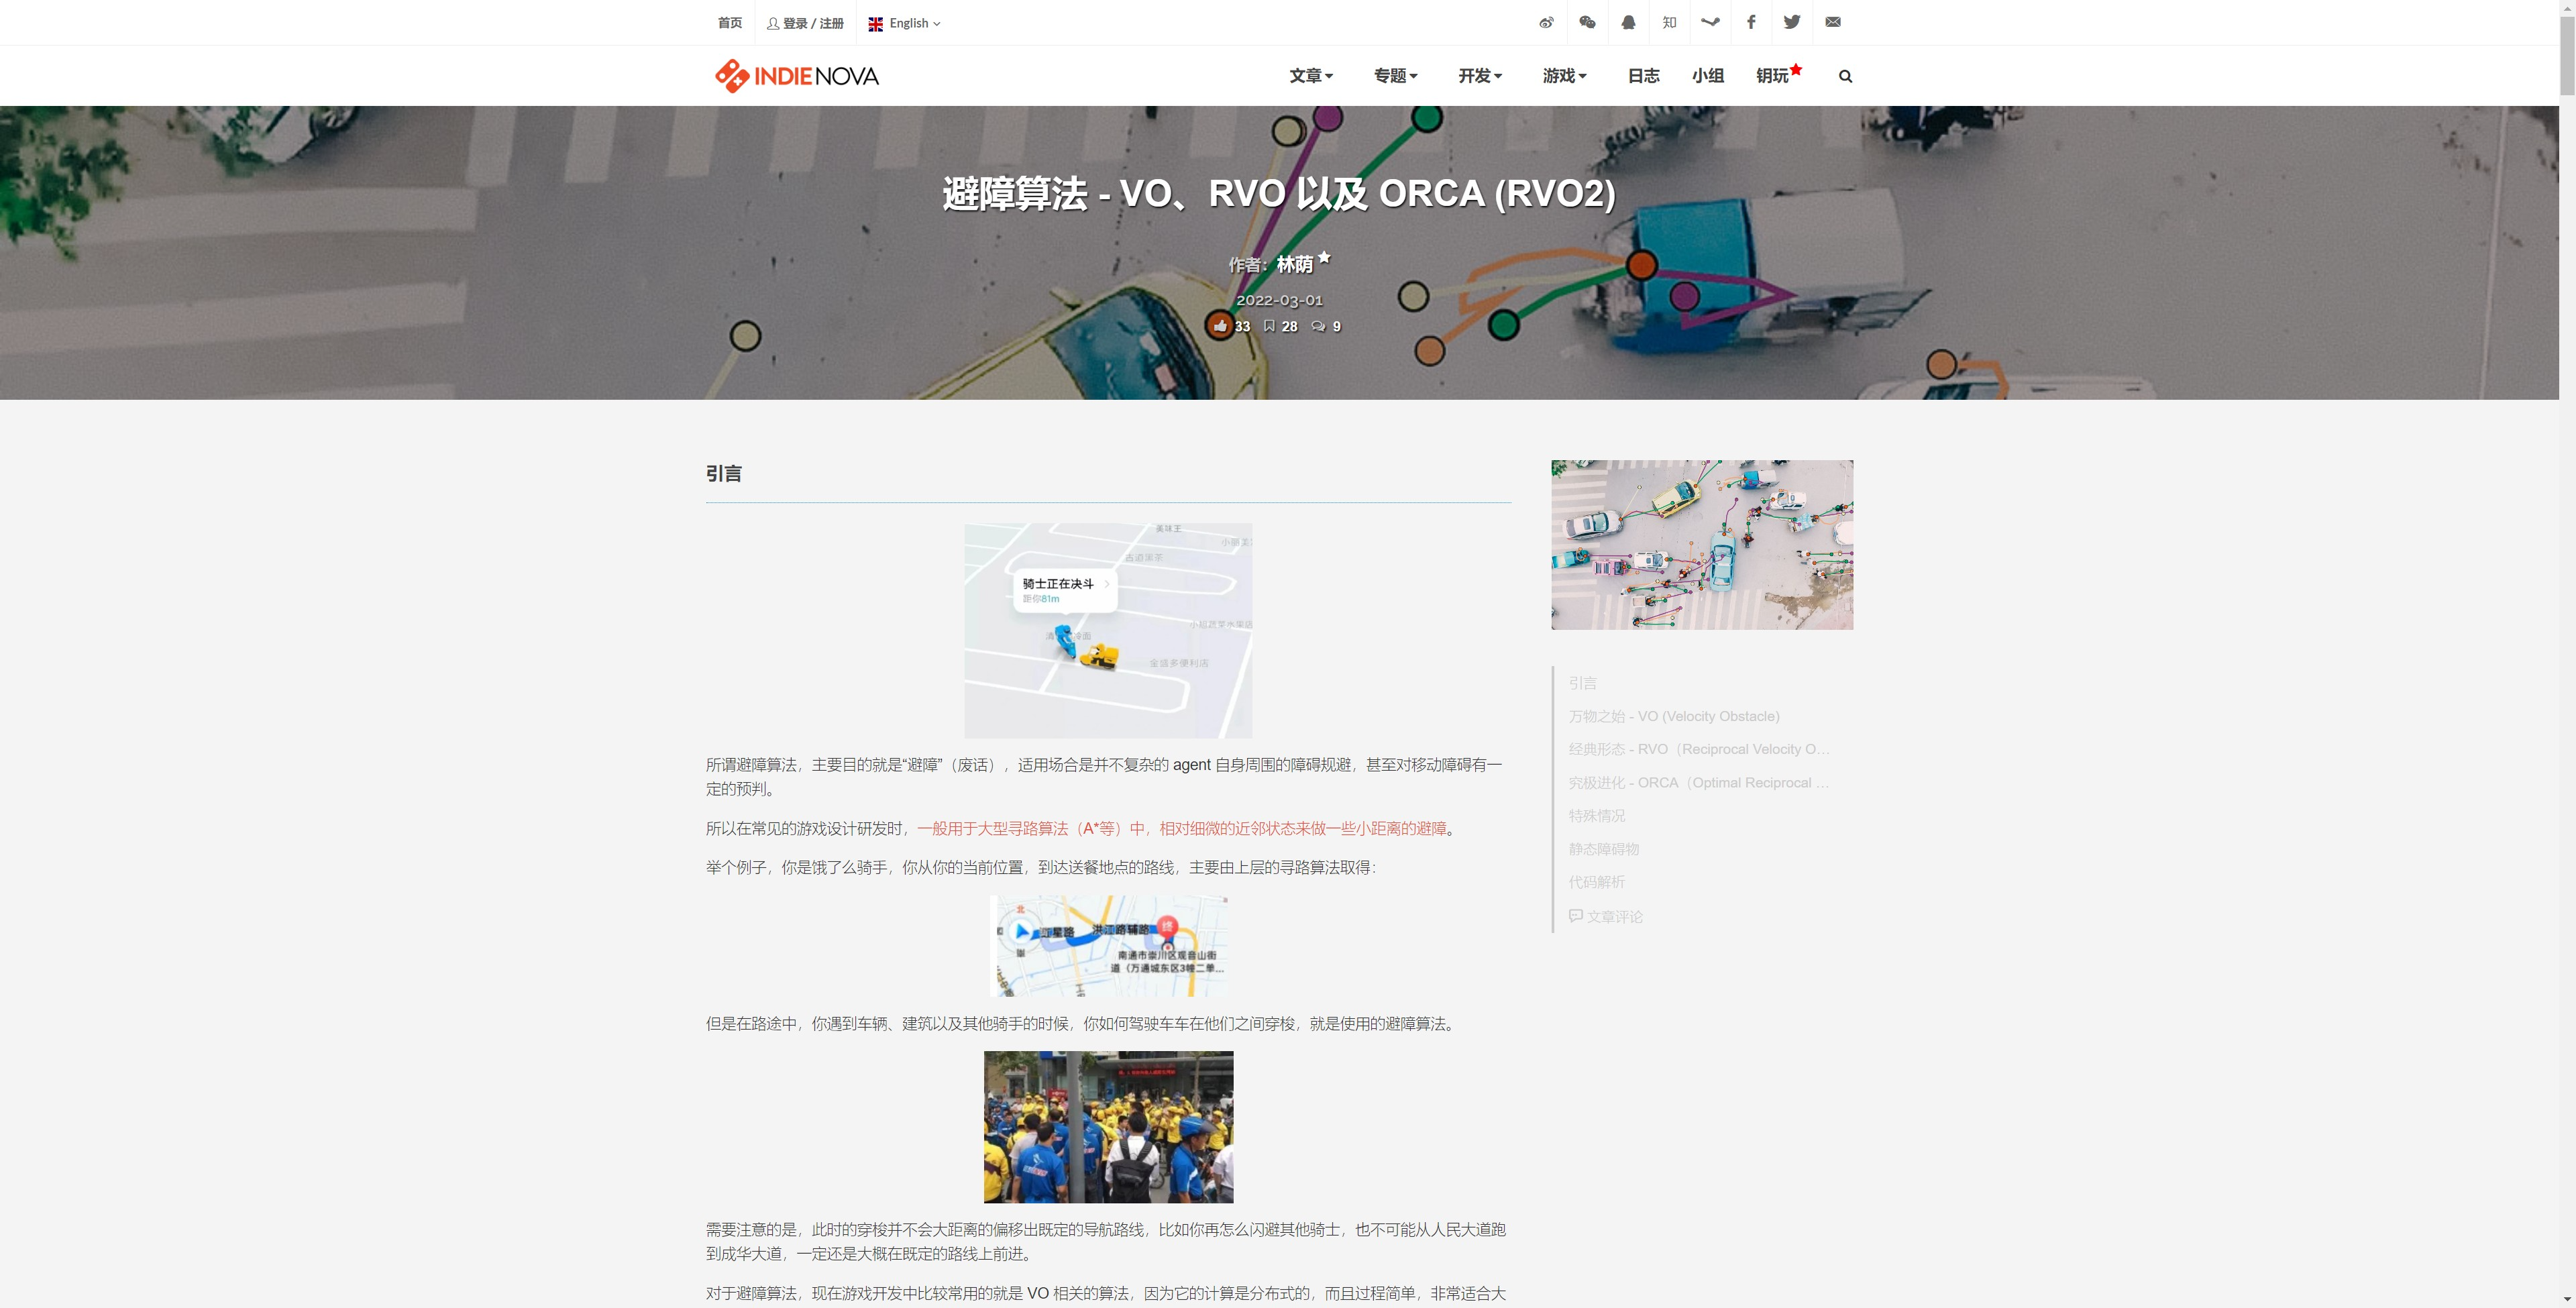 首页
登录 / 注册
English
知
INDIENOVA
文章
专题
开发
游戏
日志
小组
钥玩
避障算法 - VO、RVO 以及 ORCA (RVO2)
作者：林荫
2022-03-01
33 28 9
引言
美味王
古道溪茶
骑士正在决斗
距你81m
金盛多便利店
所谓避障算法，主要目的就是“避障”（废话），适用场合是并不复杂的 agent 自身周围的障碍规避，甚至对移动障碍有一
定的预判。
所以在常见的游戏设计研发时，一般用于大型寻路算法（A*等）中，相对细微的近邻状态来做一些小距离的避障。
举个例子，你是饿了么骑手，你从你的当前位置，到达送餐地点的路线，主要由上层的寻路算法取得：
北
洪江路辅路
终
南通市崇川区观音山街
道（万通城东区3幢二单...
但是在路途中，你遇到车辆、建筑以及其他骑手的时候，你如何驾驶车车在他们之间穿梭，就是使用的避障算法。
需要注意的是，此时的穿梭并不会大距离的偏移出既定的导航路线，比如你再怎么闪避其他骑士，也不可能从人民大道跑
到成华大道，一定还是大概在既定的路线上前进。
对于避障算法，现在游戏开发中比较常用的就是 VO 相关的算法，因为它的计算是分布式的，而且过程简单，非常适合大
引言
万物之始 - VO (Velocity Obstacle)
经典形态 - RVO（Reciprocal Velocity O…
究极进化 - ORCA（Optimal Reciprocal …
特殊情况
静态障碍物
代码解析
文章评论